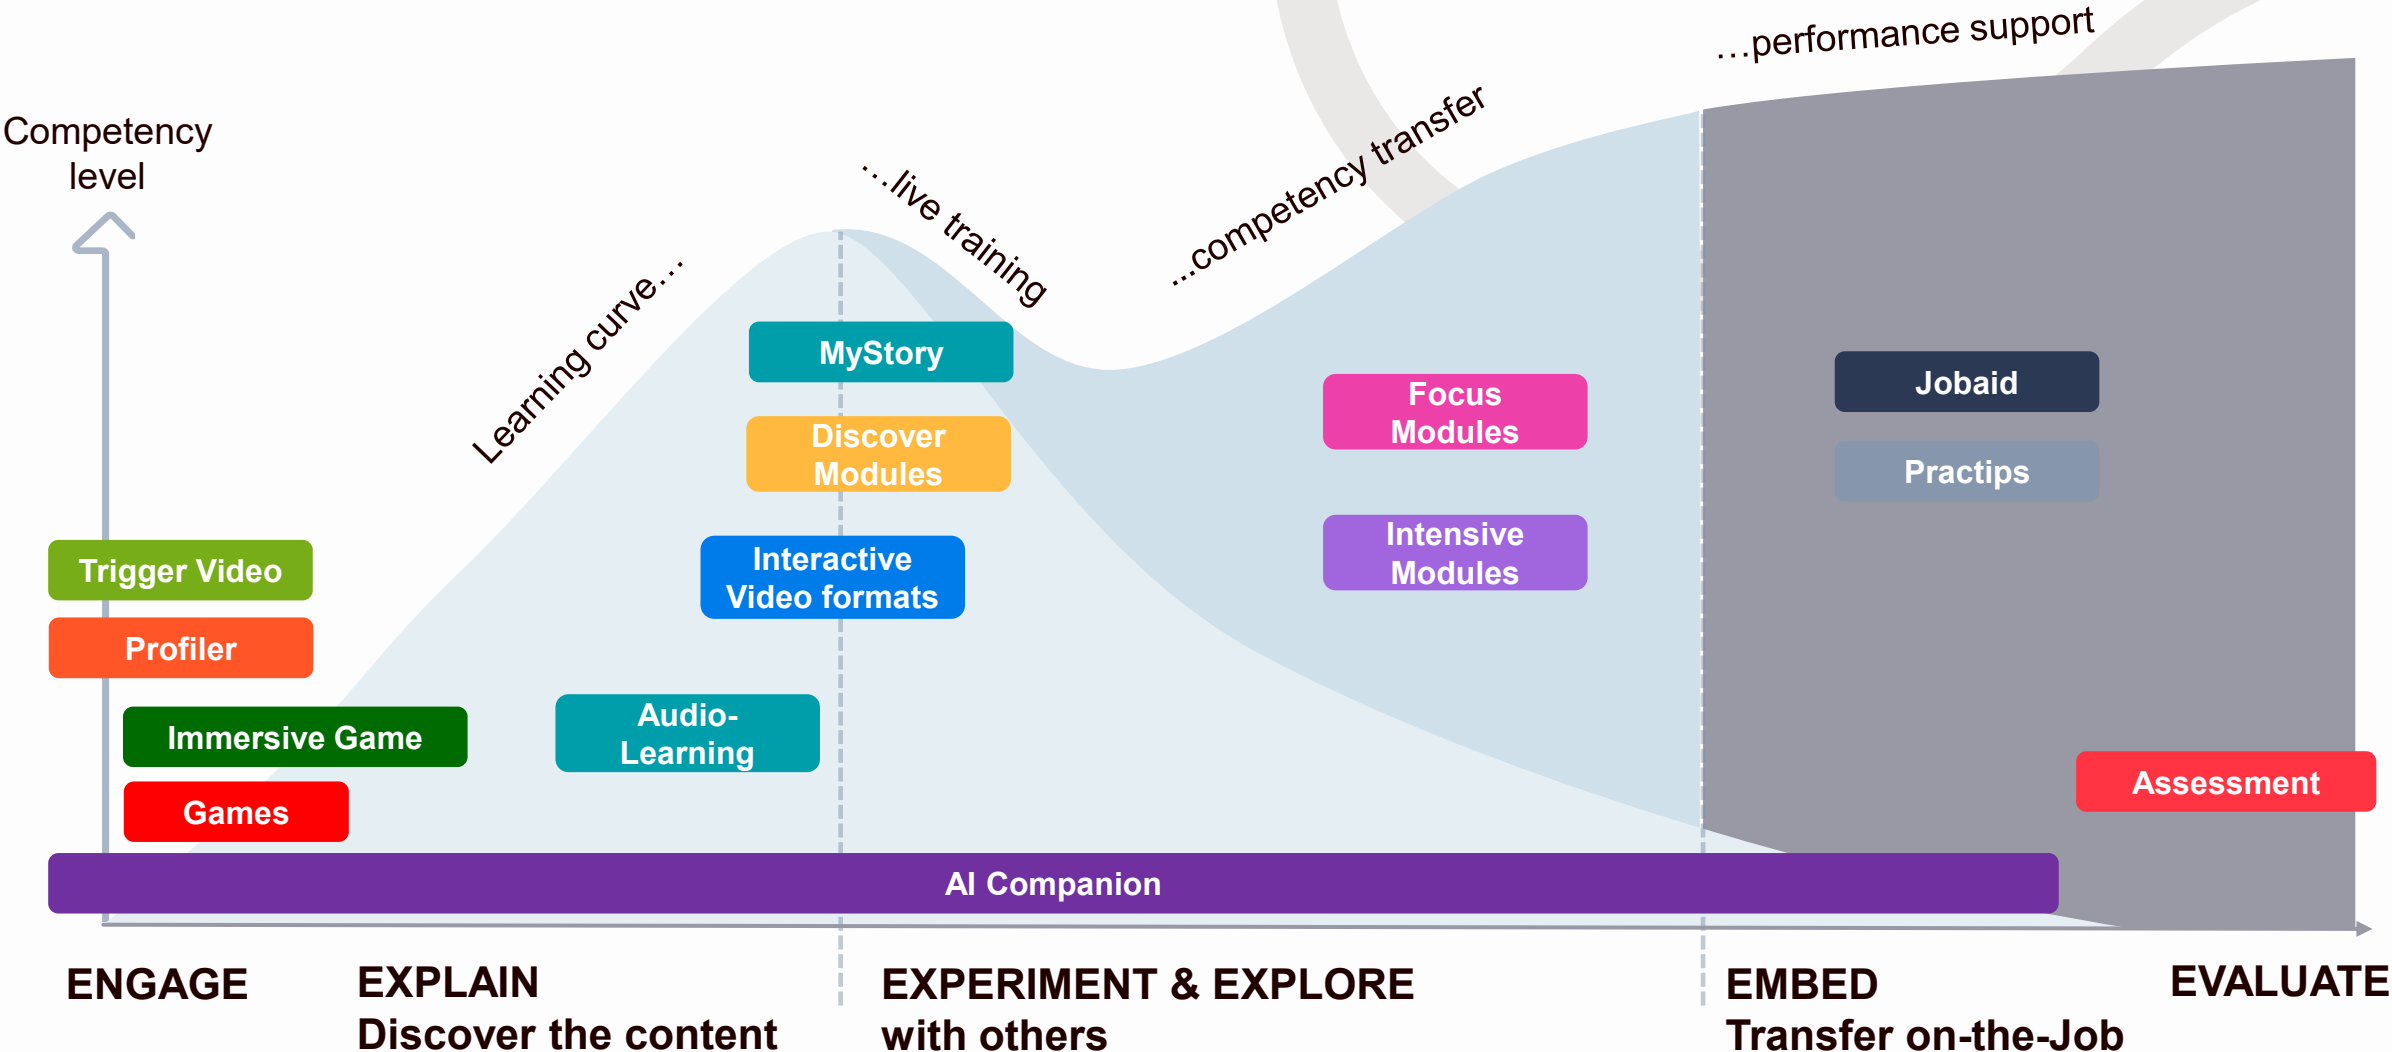 …performance support
Competency
level
…live training
...competency transfer
Learning curve…
MyStory
Discover
Modules
Focus
Modules
Jobaid
Practips
Interactive
Video formats
Intensive
Modules
Trigger Video
Profiler
Immersive Game
Audio-
Learning
Games
Assessment
AI Companion
ENGAGE
EXPLAIN
Discover the content
EXPERIMENT & EXPLORE
with others
EMBED
Transfer on-the-Job
EVALUATE